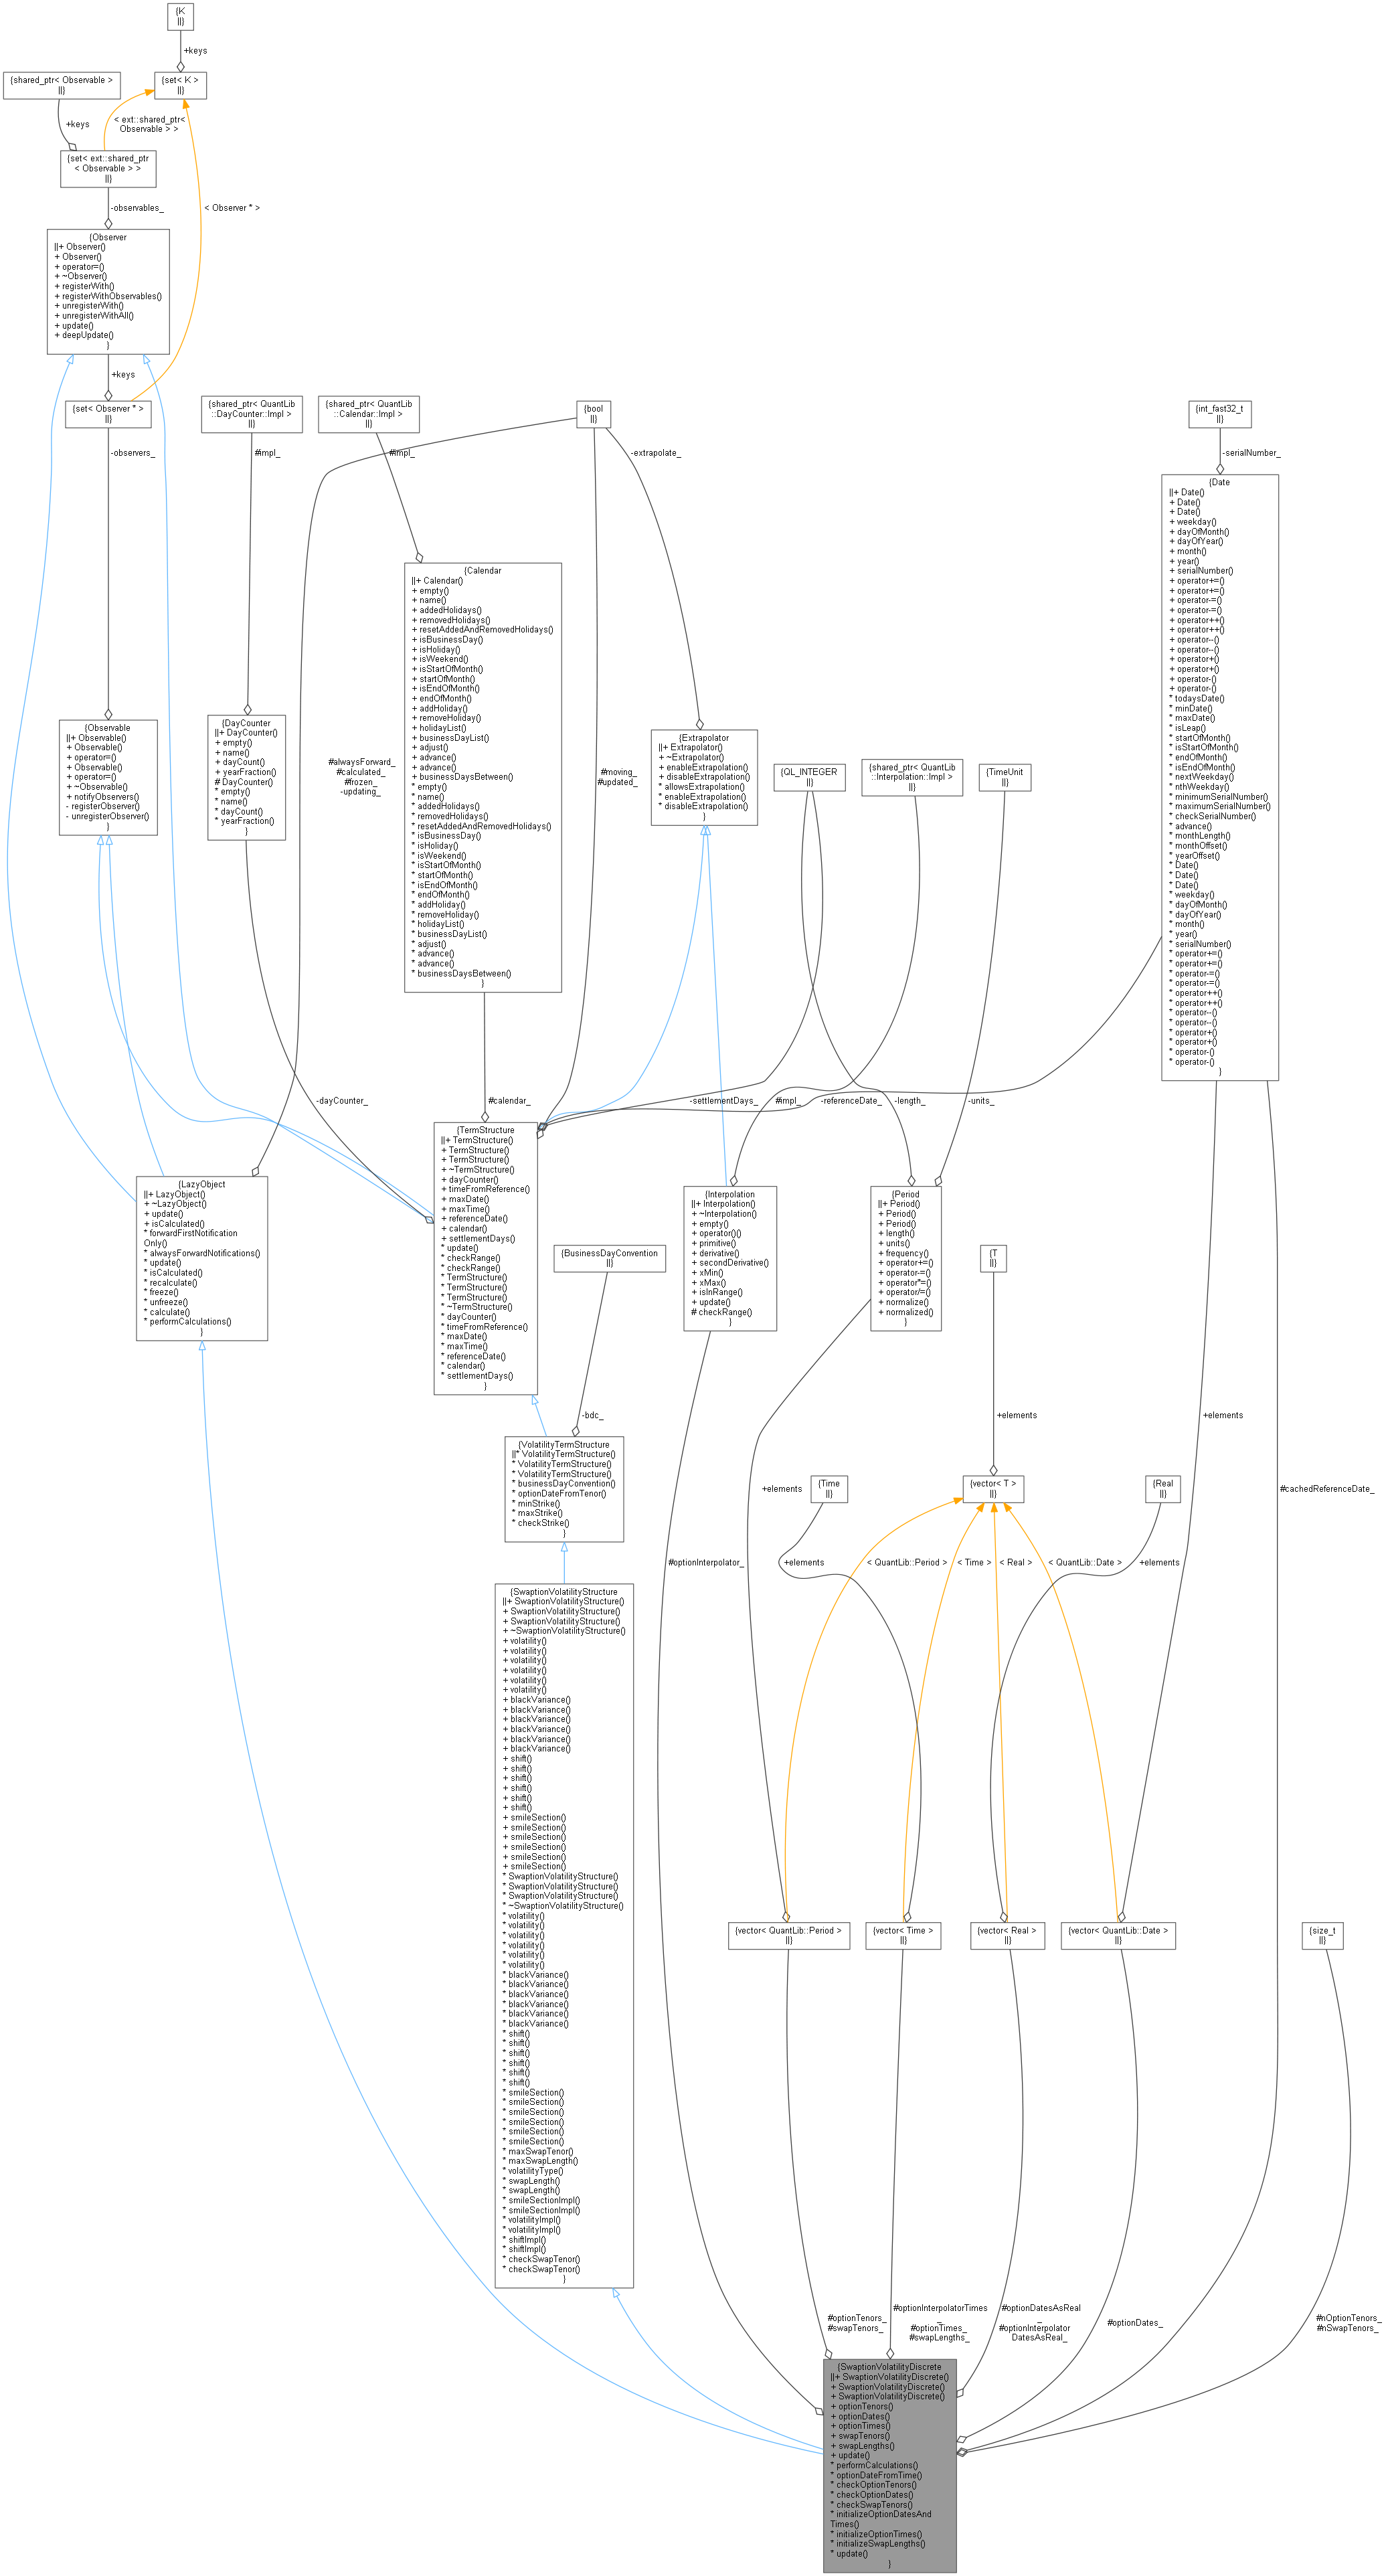 {K
||}
+keys
{shared_ptr< Observable >
||}
{set< K >
||}
+keys
< ext::shared_ptr<
Observable > >
{set< ext::shared_ptr
< Observable > >
||}
-observables_
< Observer * >
{Observer
||+ Observer()
+ Observer()
+ operator=()
+ ~Observer()
+ registerWith()
+ registerWithObservables()
+ unregisterWith()
+ unregisterWithAll()
+ update()
+ deepUpdate()
}
+keys
{set< Observer * >
||}
{shared_ptr< QuantLib
::DayCounter::Impl >
||}
{shared_ptr< QuantLib
::Calendar::Impl >
||}
{bool
||}
{int_fast32_t
||}
-observers_
#impl_
#impl_
-extrapolate_
-serialNumber_
{Date
||+ Date()
+ Date()
+ Date()
+ weekday()
+ dayOfMonth()
+ dayOfYear()
+ month()
+ year()
+ serialNumber()
+ operator+=()
+ operator+=()
+ operator-=()
+ operator-=()
+ operator++()
+ operator++()
+ operator--()
+ operator--()
+ operator+()
+ operator+()
+ operator-()
+ operator-()
* todaysDate()
* minDate()
* maxDate()
* isLeap()
* startOfMonth()
* isStartOfMonth()
* endOfMonth()
* isEndOfMonth()
* nextWeekday()
* nthWeekday()
* minimumSerialNumber()
* maximumSerialNumber()
* checkSerialNumber()
* advance()
* monthLength()
* monthOffset()
* yearOffset()
* Date()
* Date()
* Date()
* weekday()
* dayOfMonth()
* dayOfYear()
* month()
* year()
* serialNumber()
* operator+=()
* operator+=()
* operator-=()
* operator-=()
* operator++()
* operator++()
* operator--()
* operator--()
* operator+()
* operator+()
* operator-()
* operator-()
}
{Calendar
||+ Calendar()
+ empty()
+ name()
+ addedHolidays()
+ removedHolidays()
+ resetAddedAndRemovedHolidays()
+ isBusinessDay()
+ isHoliday()
+ isWeekend()
+ isStartOfMonth()
+ startOfMonth()
+ isEndOfMonth()
+ endOfMonth()
+ addHoliday()
+ removeHoliday()
+ holidayList()
+ businessDayList()
+ adjust()
+ advance()
+ advance()
+ businessDaysBetween()
* empty()
* name()
* addedHolidays()
* removedHolidays()
* resetAddedAndRemovedHolidays()
* isBusinessDay()
* isHoliday()
* isWeekend()
* isStartOfMonth()
* startOfMonth()
* isEndOfMonth()
* endOfMonth()
* addHoliday()
* removeHoliday()
* holidayList()
* businessDayList()
* adjust()
* advance()
* advance()
* businessDaysBetween()
}
{Observable
||+ Observable()
+ Observable()
+ operator=()
+ Observable()
+ operator=()
+ ~Observable()
+ notifyObservers()
- registerObserver()
- unregisterObserver()
}
{DayCounter
||+ DayCounter()
+ empty()
+ name()
+ dayCount()
+ yearFraction()
# DayCounter()
* empty()
* name()
* dayCount()
* yearFraction()
}
#alwaysForward_
#calculated_
#frozen_
-updating_
#moving_
#updated_
{Extrapolator
||+ Extrapolator()
+ ~Extrapolator()
+ enableExtrapolation()
+ disableExtrapolation()
* allowsExtrapolation()
* enableExtrapolation()
* disableExtrapolation()
}
{QL_INTEGER
||}
{shared_ptr< QuantLib
::Interpolation::Impl >
||}
{TimeUnit
||}
-dayCounter_
#calendar_
-settlementDays_
#impl_
-referenceDate_
-length_
-units_
{LazyObject
||+ LazyObject()
+ ~LazyObject()
+ update()
+ isCalculated()
* forwardFirstNotification
Only()
* alwaysForwardNotifications()
* update()
* isCalculated()
* recalculate()
* freeze()
* unfreeze()
* calculate()
* performCalculations()
}
{TermStructure
||+ TermStructure()
+ TermStructure()
+ TermStructure()
+ ~TermStructure()
+ dayCounter()
+ timeFromReference()
+ maxDate()
+ maxTime()
+ referenceDate()
+ calendar()
+ settlementDays()
* update()
* checkRange()
* checkRange()
* TermStructure()
* TermStructure()
* TermStructure()
* ~TermStructure()
* dayCounter()
* timeFromReference()
* maxDate()
* maxTime()
* referenceDate()
* calendar()
* settlementDays()
}
{Interpolation
||+ Interpolation()
+ ~Interpolation()
+ empty()
+ operator()()
+ primitive()
+ derivative()
+ secondDerivative()
+ xMin()
+ xMax()
+ isInRange()
+ update()
# checkRange()
}
{Period
||+ Period()
+ Period()
+ Period()
+ length()
+ units()
+ frequency()
+ operator+=()
+ operator-=()
+ operator*=()
+ operator/=()
+ normalize()
+ normalized()
}
{BusinessDayConvention
||}
{T
||}
-bdc_
+elements
+elements
{VolatilityTermStructure
||* VolatilityTermStructure()
* VolatilityTermStructure()
* VolatilityTermStructure()
* businessDayConvention()
* optionDateFromTenor()
* minStrike()
* maxStrike()
* checkStrike()
}
+elements
{Time
||}
{vector< T >
||}
{Real
||}
#cachedReferenceDate_
#optionInterpolator_
+elements
< QuantLib::Period >
< Time >
< Real >
< QuantLib::Date >
+elements
{SwaptionVolatilityStructure
||+ SwaptionVolatilityStructure()
+ SwaptionVolatilityStructure()
+ SwaptionVolatilityStructure()
+ ~SwaptionVolatilityStructure()
+ volatility()
+ volatility()
+ volatility()
+ volatility()
+ volatility()
+ volatility()
+ blackVariance()
+ blackVariance()
+ blackVariance()
+ blackVariance()
+ blackVariance()
+ blackVariance()
+ shift()
+ shift()
+ shift()
+ shift()
+ shift()
+ shift()
+ smileSection()
+ smileSection()
+ smileSection()
+ smileSection()
+ smileSection()
+ smileSection()
* SwaptionVolatilityStructure()
* SwaptionVolatilityStructure()
* SwaptionVolatilityStructure()
* ~SwaptionVolatilityStructure()
* volatility()
* volatility()
* volatility()
* volatility()
* volatility()
* volatility()
* blackVariance()
* blackVariance()
* blackVariance()
* blackVariance()
* blackVariance()
* blackVariance()
* shift()
* shift()
* shift()
* shift()
* shift()
* shift()
* smileSection()
* smileSection()
* smileSection()
* smileSection()
* smileSection()
* smileSection()
* maxSwapTenor()
* maxSwapLength()
* volatilityType()
* swapLength()
* swapLength()
* smileSectionImpl()
* smileSectionImpl()
* volatilityImpl()
* volatilityImpl()
* shiftImpl()
* shiftImpl()
* checkSwapTenor()
* checkSwapTenor()
}
{vector< QuantLib::Period >
||}
{vector< Time >
||}
{vector< Real >
||}
{vector< QuantLib::Date >
||}
{size_t
||}
#optionTenors_
#swapTenors_
#optionInterpolatorTimes
_
#optionTimes_
#swapLengths_
#optionDatesAsReal
_
#optionInterpolator
DatesAsReal_
#optionDates_
#nOptionTenors_
#nSwapTenors_
{SwaptionVolatilityDiscrete
||+ SwaptionVolatilityDiscrete()
+ SwaptionVolatilityDiscrete()
+ SwaptionVolatilityDiscrete()
+ optionTenors()
+ optionDates()
+ optionTimes()
+ swapTenors()
+ swapLengths()
+ update()
* performCalculations()
* optionDateFromTime()
* checkOptionTenors()
* checkOptionDates()
* checkSwapTenors()
* initializeOptionDatesAnd
Times()
* initializeOptionTimes()
* initializeSwapLengths()
* update()
}